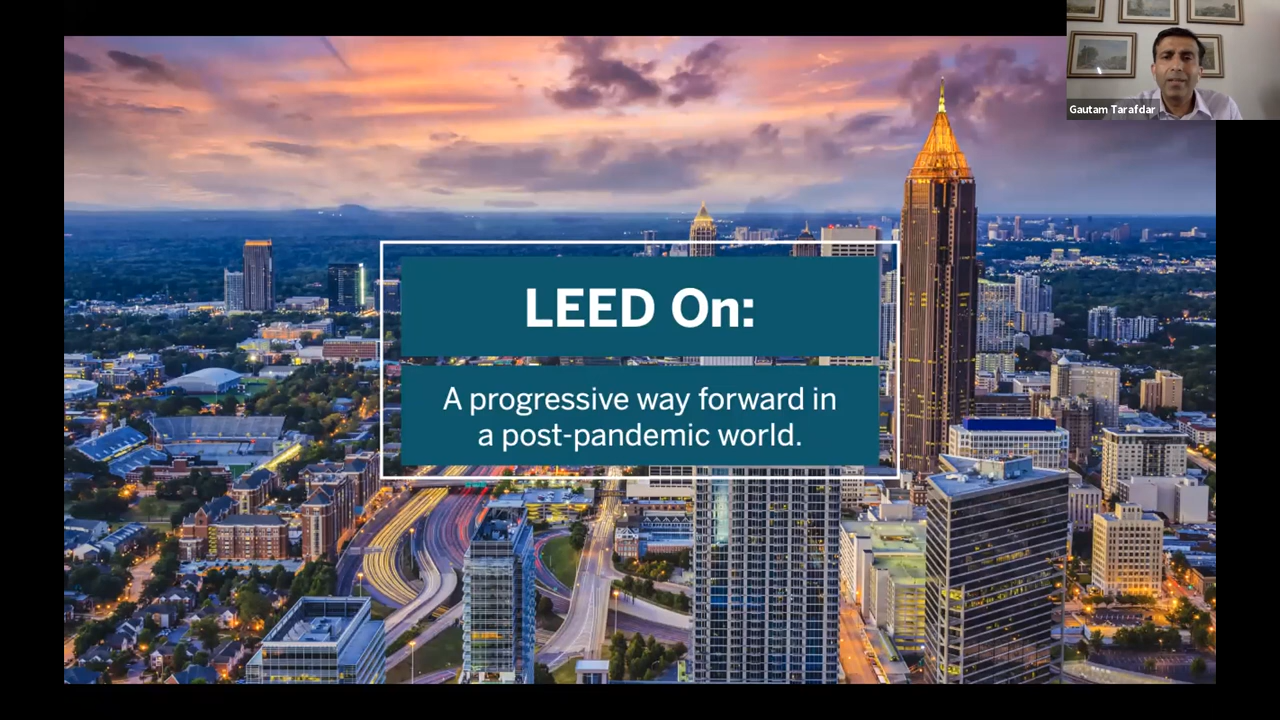 Gautam Tarafdar
LEED On:
A progressive way forward in
a post-pandemic world.